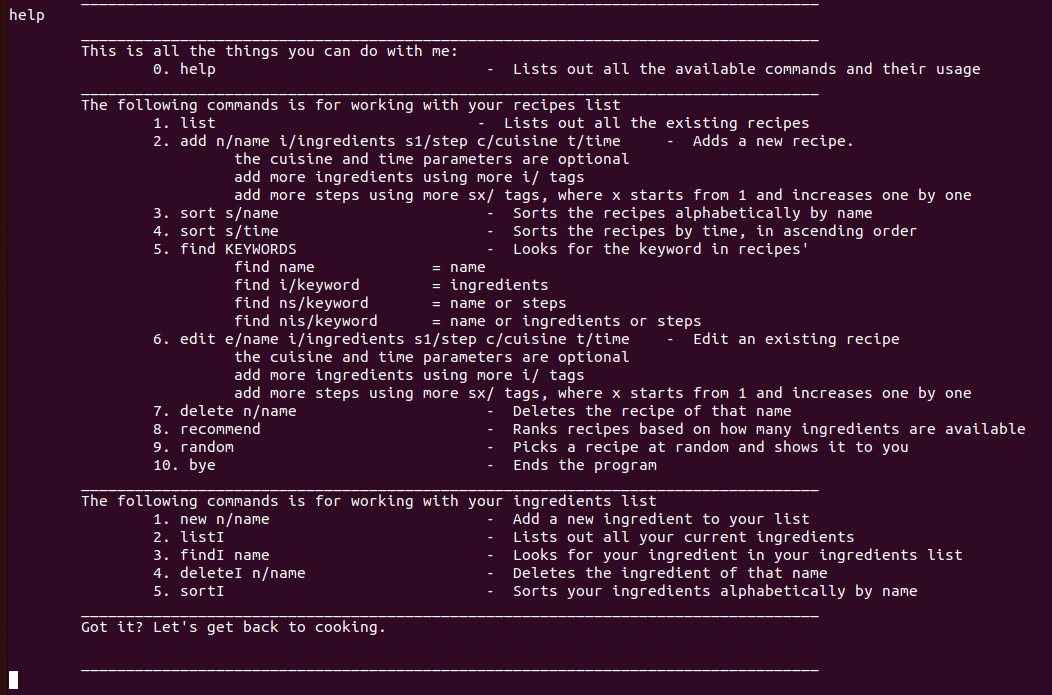 help
This is all the things you can do with me:
0. help - Lists out all the available commands and their usage
The following commands is for working with your recipes list
1. list - Lists out all the existing recipes
2. add n/name i/ingredients s1/step c/cuisine t/time - Adds a new recipe.
the cuisine and time parameters are optional
add more ingredients using more i/ tags
add more steps using more sx/ tags, where x starts from 1 and increases one by one
3. sort s/name - Sorts the recipes alphabetically by name
4. sort s/time - Sorts the recipes by time, in ascending order
5. find KEYWORDS - Looks for the keyword in recipes'
find name = name
find i/keyword = ingredients
find ns/keyword = name or steps
find nis/keyword = name or ingredients or steps
6. edit e/name i/ingredients s1/step c/cuisine t/time - Edit an existing recipe
the cuisine and time parameters are optional
add more ingredients using more i/ tags
add more steps using more sx/ tags, where x starts from 1 and increases one by one
7. delete n/name - Deletes the recipe of that name
8. recommend - Ranks recipes based on how many ingredients are available
9. random - Picks a recipe at random and shows it to you
10. bye - Ends the program
The following commands is for working with your ingredients list
1. new n/name - Add a new ingredient to your list
2. listI - Lists out all your current ingredients
3. findI name - Looks for your ingredient in your ingredients list
4. deleteI n/name - Deletes the ingredient of that name
5. sortI - Sorts your ingredients alphabetically by name
Got it? Let's get back to cooking.